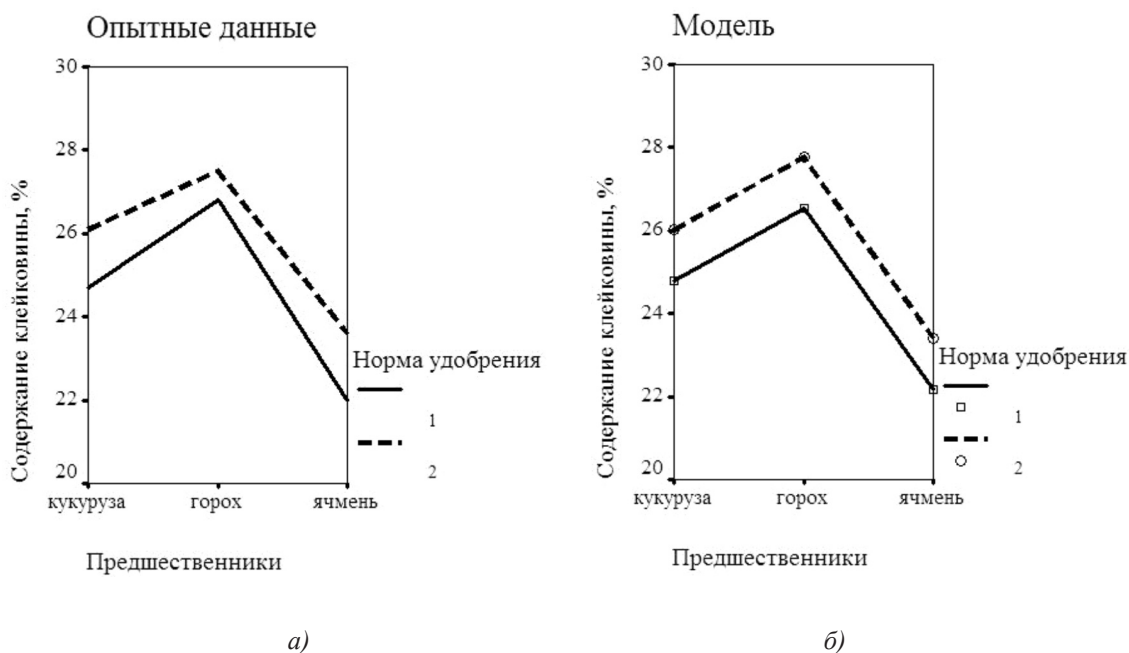 Опытные данные
Содержание клейковины, %
30
28
26
24
22
20
кукуруза
горох
ячмень
Предшественники
Норма удобрения
1
2
а)
Модель
Содержание клейковины, %
30
28
26
24
22
20
кукуруза
горох
ячмень
Предшественники
Норма удобрения
1
2
б)